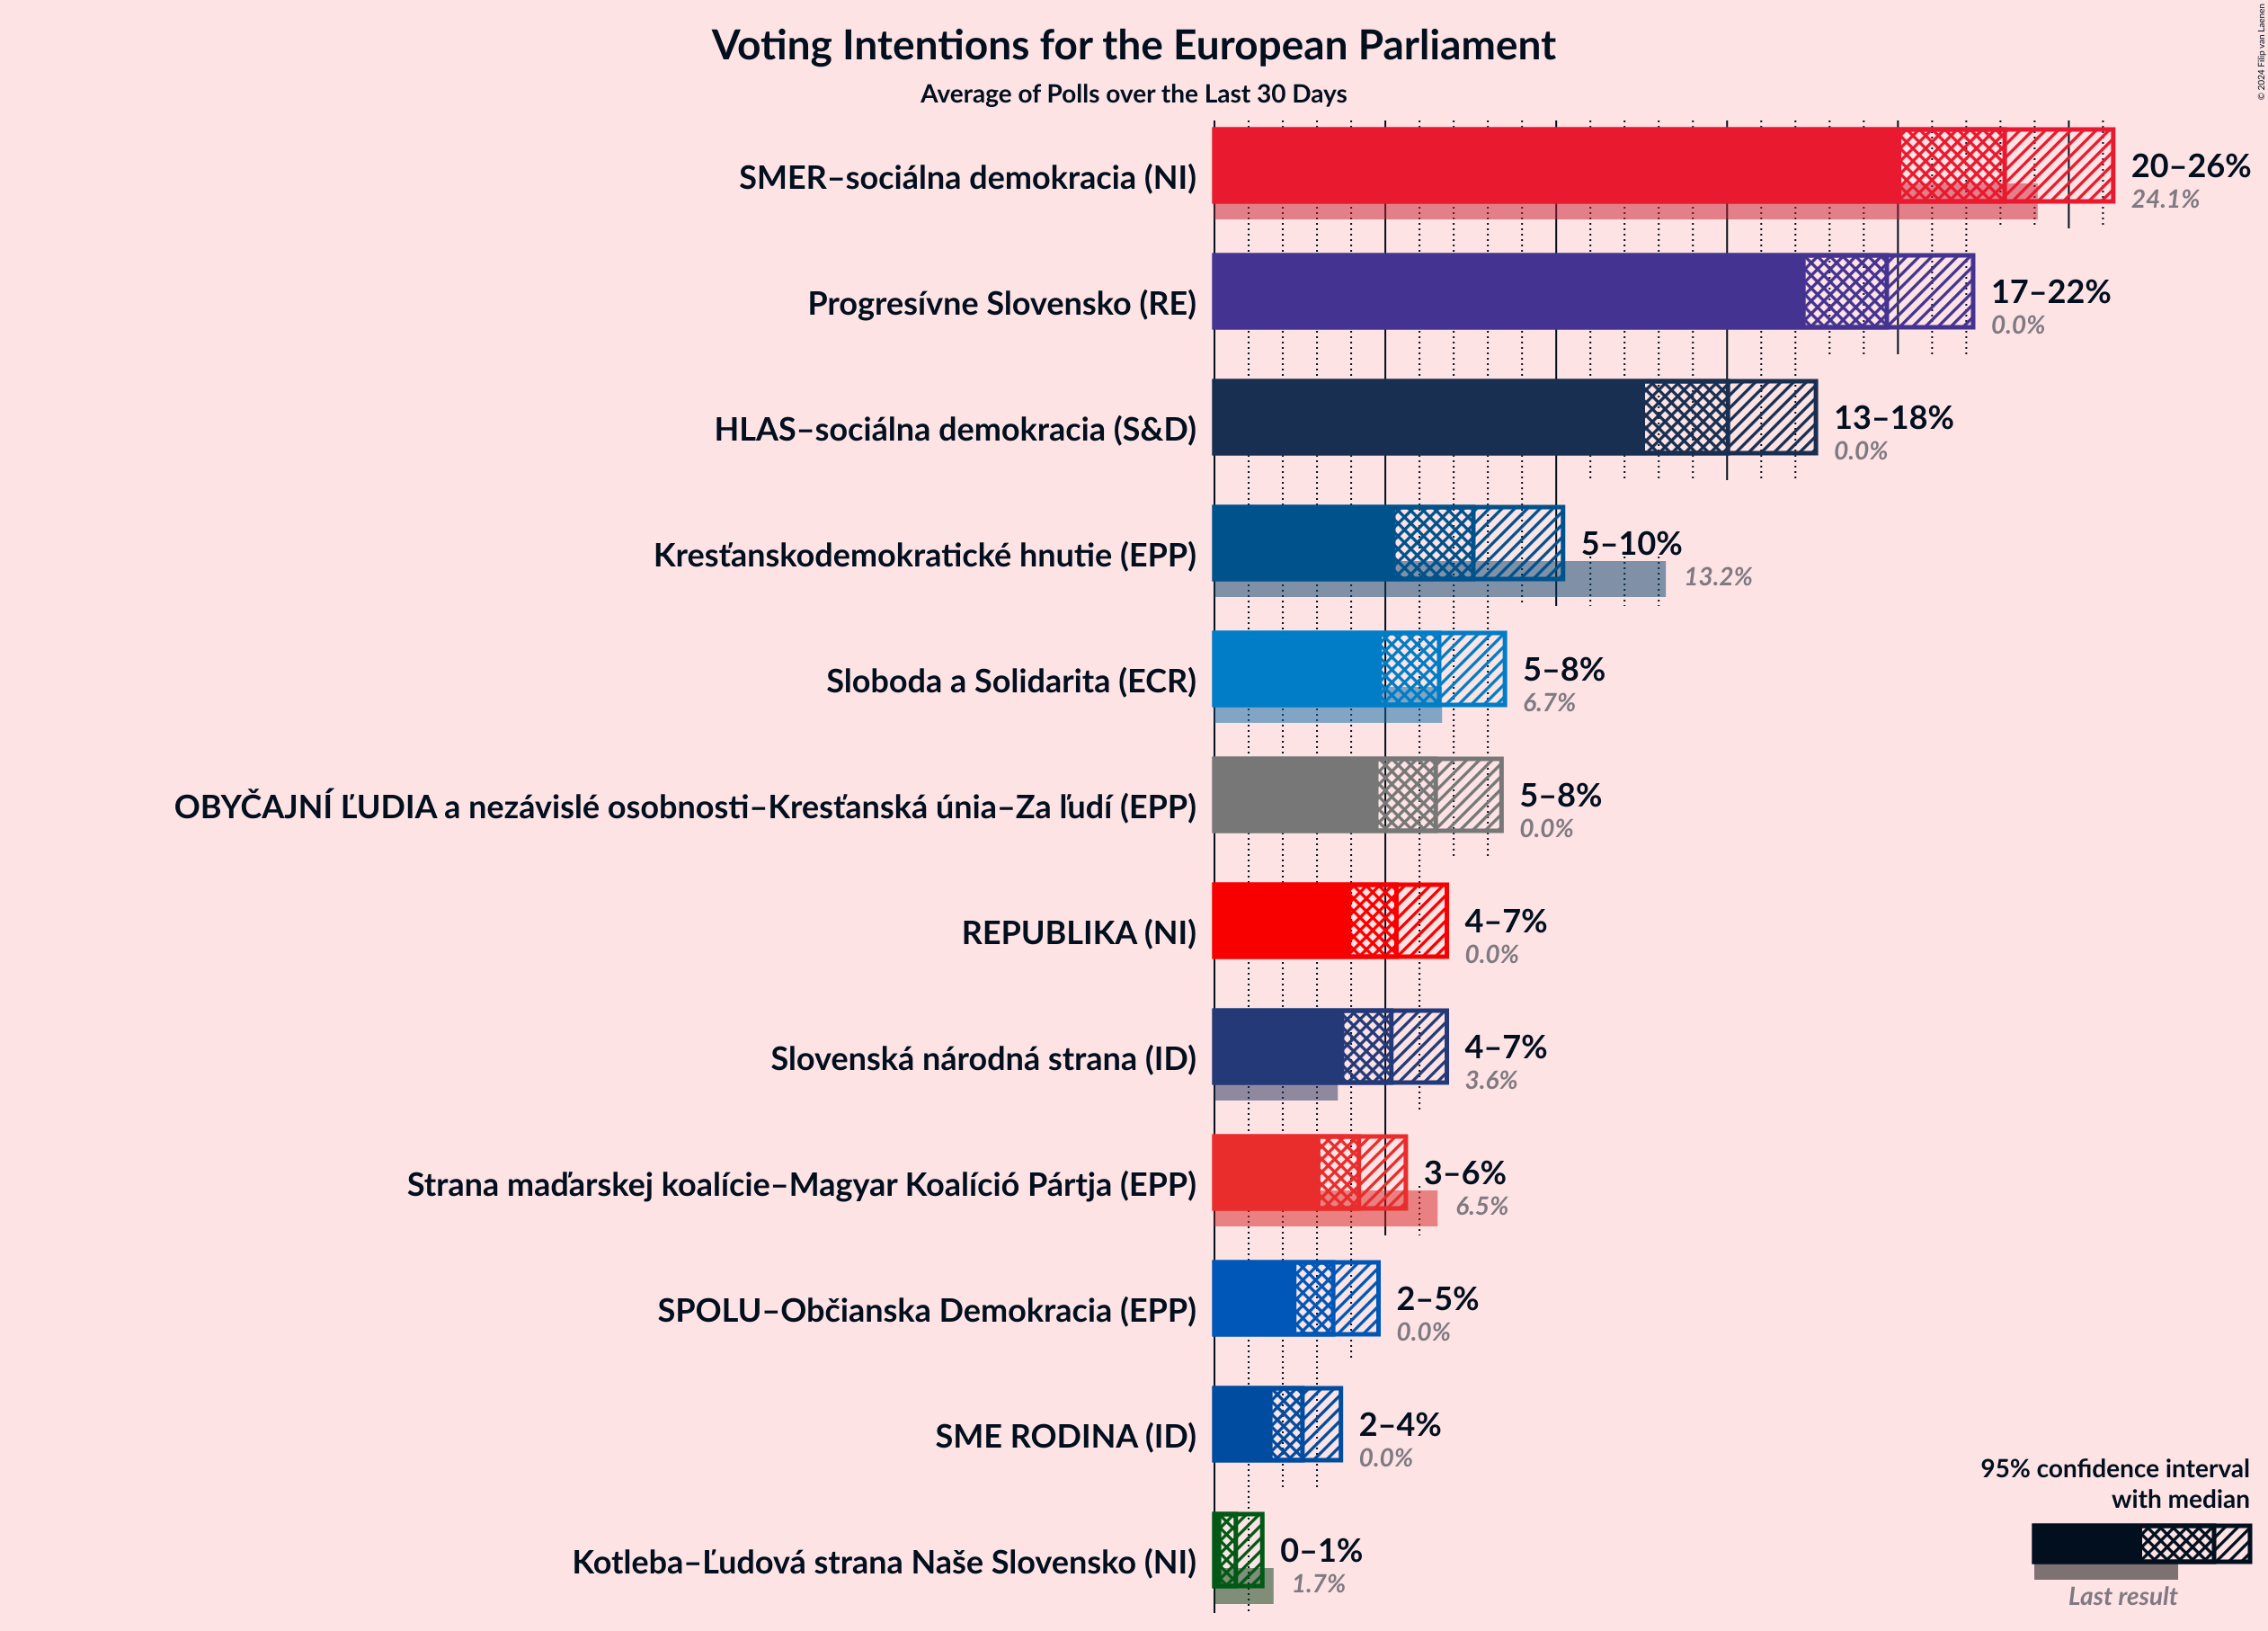 Voting Intentions for the European Parliament
Average of Polls over the Last 30 Days
© 2024 Filip van Laenen
SMER–sociálna demokracia (NI)
20–26%
24.1%
Progresívne Slovensko (RE)
17–22%
0.0%
HLAS–sociálna demokracia (S&D)
13–18%
0.0%
Kresťanskodemokratické hnutie (EPP)
5–10%
13.2%
Sloboda a Solidarita (ECR)
5–8%
6.7%
OBYČAJNÍ ĽUDIA a nezávislé osobnosti–Kresťanská únia–Za ľudí (EPP)
5–8%
0.0%
REPUBLIKA (NI)
4–7%
0.0%
Slovenská národná strana (ID)
4–7%
3.6%
Strana maďarskej koalície–Magyar Koalíció Pártja (EPP)
3–6%
6.5%
SPOLU–Občianska Demokracia (EPP)
2–5%
0.0%
SME RODINA (ID)
2–4%
0.0%
Kotleba–Ľudová strana Naše Slovensko (NI)
0–1%
1.7%
95% confidence interval
with median
Last result